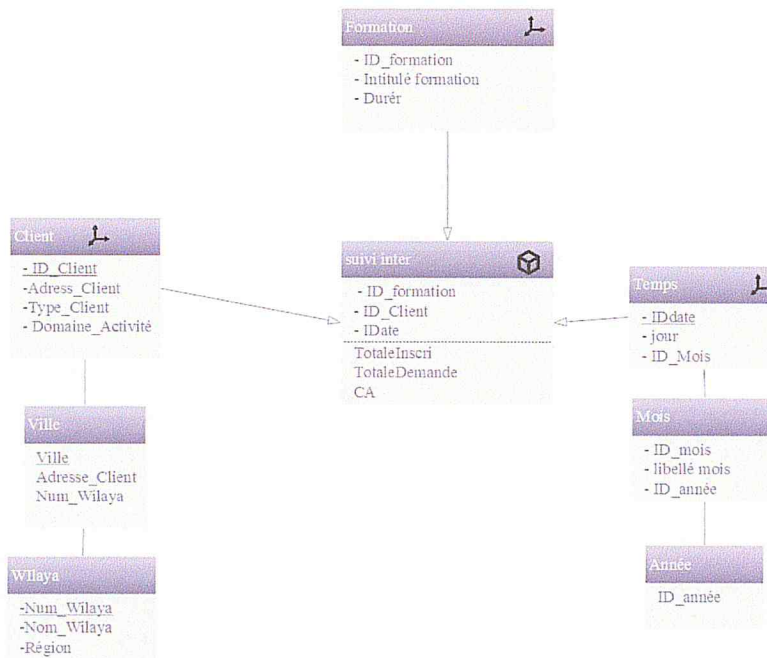 Formation
- ID_formation
- Intitulé formation
- Durér
Client
- ID_Client
-Adress_Client
-Type_Client
- Domaine_Activité
suivi inter
- ID_formation
- ID_Client
- IDate
TotaleInscri
TotaleDemande
CA
Temps
- IDdate
- jour
- ID_Mois
Ville
Ville
Adresse_Client
Num_Wilaya
Mois
- ID_mois
- libellé mois
- ID_année
WIlaya
-Num_Wilaya
-Nom_Wilaya
-Région
Année
ID_année